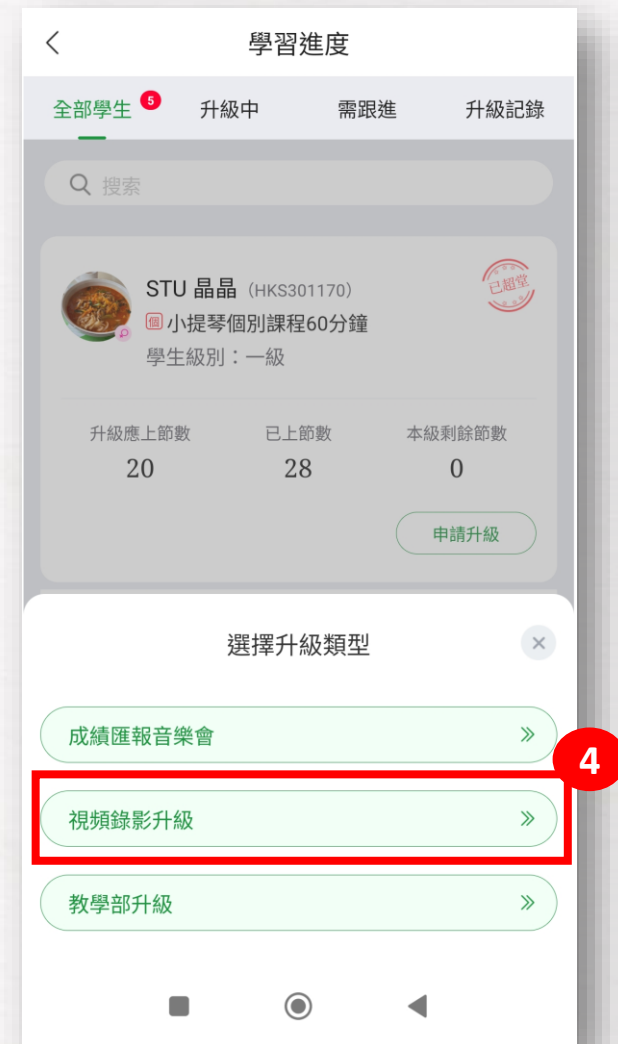 學習進度
全部學生 5 升級中 需跟進 升級記錄
搜索
STU 晶晶 (HKS301170)
已超堂
個 小提琴個別課程60分鐘
學生級別：一級
升級應上節數 已上節數 本級剩餘節數
20 28 0
申請升級
選擇升級類型
成績匯報音樂會
4
視頻錄影升級
教學部升級